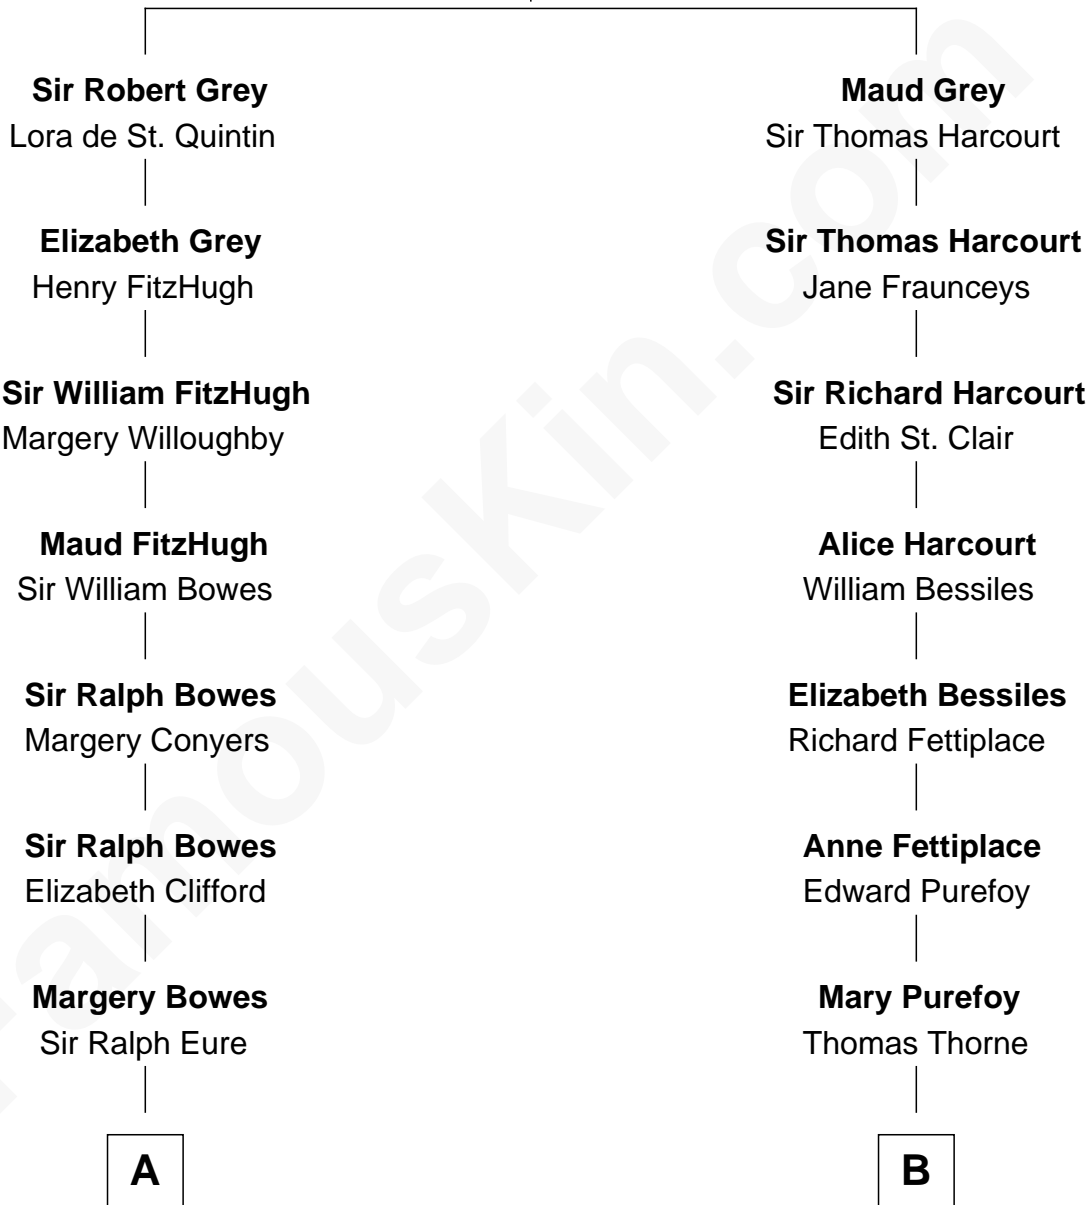 Sir Robert Grey
Lora de St. Quintin
Elizabeth Grey
Henry FitzHugh
Sir William FitzHugh
Margery Willoughby
Maud FitzHugh
Sir William Bowes
Sir Ralph Bowes
Margery Conyers
Sir Ralph Bowes
Elizabeth Clifford
Margery Bowes
Sir Ralph Eure
A
Maud Grey
Sir Thomas Harcourt
Sir Thomas Harcourt
Jane Fraunceys
Sir Richard Harcourt
Edith St. Clair
Alice Harcourt
William Bessiles
Elizabeth Bessiles
Richard Fettiplace
Anne Fettiplace
Edward Purefoy
Mary Purefoy
Thomas Thorne
B
FamousKin.com